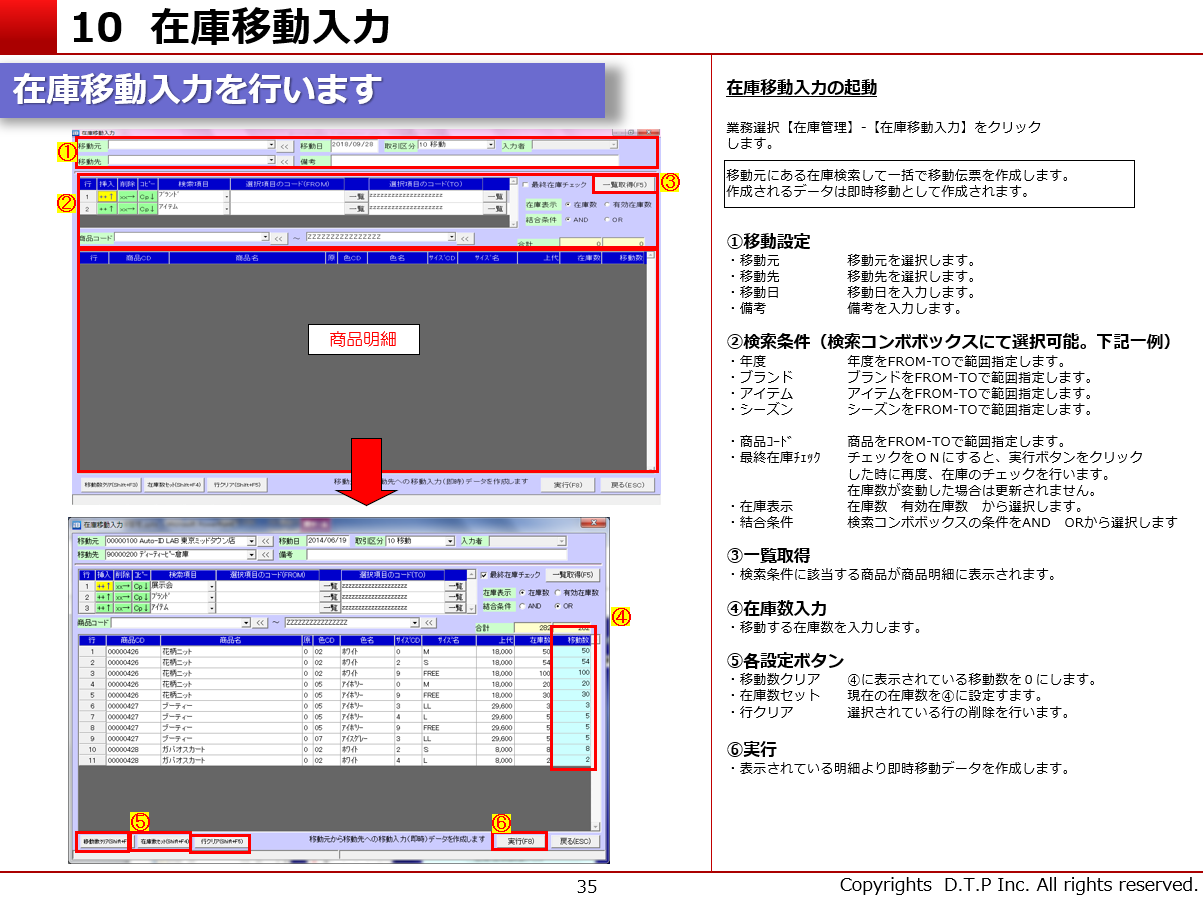 10 在庫移動入力
在庫移動入力を行います
在庫移動入力
移動元 << 移動日 2018/09/28 取引区分 10 移動 入力者
① 移動先 << 備考
行 挿入 削除 コピー 検索項目 選択項目のコード(FROM) 選択項目のコード(TO) 最終在庫チェック 一覧取得(F5) ③
1 ++↑ xx→ Cp↓ ブランド 一覧 zzzzzzzzzzzzzzzzzzzz 一覧
② 2 ++↑ xx→ Cp↓ アイテム 一覧 zzzzzzzzzzzzzzzzzzzz 一覧
在庫表示 在庫数 有効在庫数
結合条件 AND OR
商品コード << ～ ZZZZZZZZZZZZZZZZ << 合計 0 0
行 商品CD 商品名 原 色CD 色名 サイズCD サイズ名 上代 在庫数 移動数
商品明細
移動数クリア(Shift+F3) 在庫数セット(Shift+F4) 行クリア(Shift+F5) 実行(F8) 戻る(ESC)
在庫移動入力
移動元 00000100 Auto-ID LAB 東京ミッドタウン店 << 移動日 2014/06/19 取引区分 10 移動 入力者
移動先 90000200 ディーティーピー倉庫 << 備考
行 挿入 削除 コピー 検索項目 選択項目のコード(FROM) 選択項目のコード(TO) 最終在庫チェック 一覧取得(F5)
1 ++↑ xx→ Cp↓ 展示会 一覧 zzzzzzzzzzzzzzzzzzzz 一覧
2 ++↑ xx→ Cp↓ ブランド 一覧 zzzzzzzzzzzzzzzzzzzz 一覧
3 ++↑ xx→ Cp↓ アイテム 一覧 zzzzzzzzzzzzzzzzzzzz 一覧
在庫表示 在庫数 有効在庫数
結合条件 AND OR
商品コード << ～ ZZZZZZZZZZZZZZZZ << 合計 282 282
④
行 商品CD 商品名 原 色CD 色名 サイズCD サイズ名 上代 在庫数 移動数
1 00000426 花柄ニット 0 02 ホワイト 0 M 18,000 50 50
2 00000426 花柄ニット 0 02 ホワイト 2 S 18,000 54 54
3 00000426 花柄ニット 0 02 ホワイト 9 FREE 18,000 100 100
4 00000426 花柄ニット 0 05 アイボリー 0 M 18,000 20 20
5 00000426 花柄ニット 0 05 アイボリー 9 FREE 18,000 30 30
6 00000427 ブーティー 0 05 アイボリー 3 LL 29,600 3 3
7 00000427 ブーティー 0 05 アイボリー 4 L 29,600 5 5
8 00000427 ブーティー 0 05 アイボリー 9 FREE 29,600 5 5
9 00000427 ブーティー 0 07 アイスグレー 3 LL 29,600 5 5
10 00000428 ガバオスカート 0 02 ホワイト 2 S 8,000 8 8
11 00000428 ガバオスカート 0 02 ホワイト 4 L 8,000 2 2
⑤ ⑥
移動数クリア(Shift+F 在庫数セット(Shift+F4) 行クリア(Shift+F5) 移動元から移動先への移動入力(即時)データを作成します 実行(F8) 戻る(ESC)
在庫移動入力の起動
業務選択【在庫管理】-【在庫移動入力】をクリック
します。
移動元にある在庫検索して一括で移動伝票を作成します。
作成されるデータは即時移動として作成されます。
①移動設定
・移動元 移動元を選択します。
・移動先 移動先を選択します。
・移動日 移動日を入力します。
・備考 備考を入力します。
②検索条件（検索コンボボックスにて選択可能。下記一例）
・年度 年度をFROM-TOで範囲指定します。
・ブランド ブランドをFROM-TOで範囲指定します。
・アイテム アイテムをFROM-TOで範囲指定します。
・シーズン シーズンをFROM-TOで範囲指定します。
・商品ｺｰﾄﾞ 商品をFROM-TOで範囲指定します。
・最終在庫ﾁｪｯｸ チェックをＯＮにすると、実行ボタンをクリック
した時に再度、在庫のチェックを行います。
在庫数が変動した場合は更新されません。
・在庫表示 在庫数 有効在庫数 から選択します。
・結合条件 検索コンボボックスの条件をAND ORから選択します
③一覧取得
・検索条件に該当する商品が商品明細に表示されます。
④在庫数入力
・移動する在庫数を入力します。
⑤各設定ボタン
・移動数クリア ④に表示されている移動数を０にします。
・在庫数セット 現在の在庫数を④に設定すます。
・行クリア 選択されている行の削除を行います。
⑥実行
・表示されている明細より即時移動データを作成します。
35
Copyrights D.T.P Inc. All rights reserved.